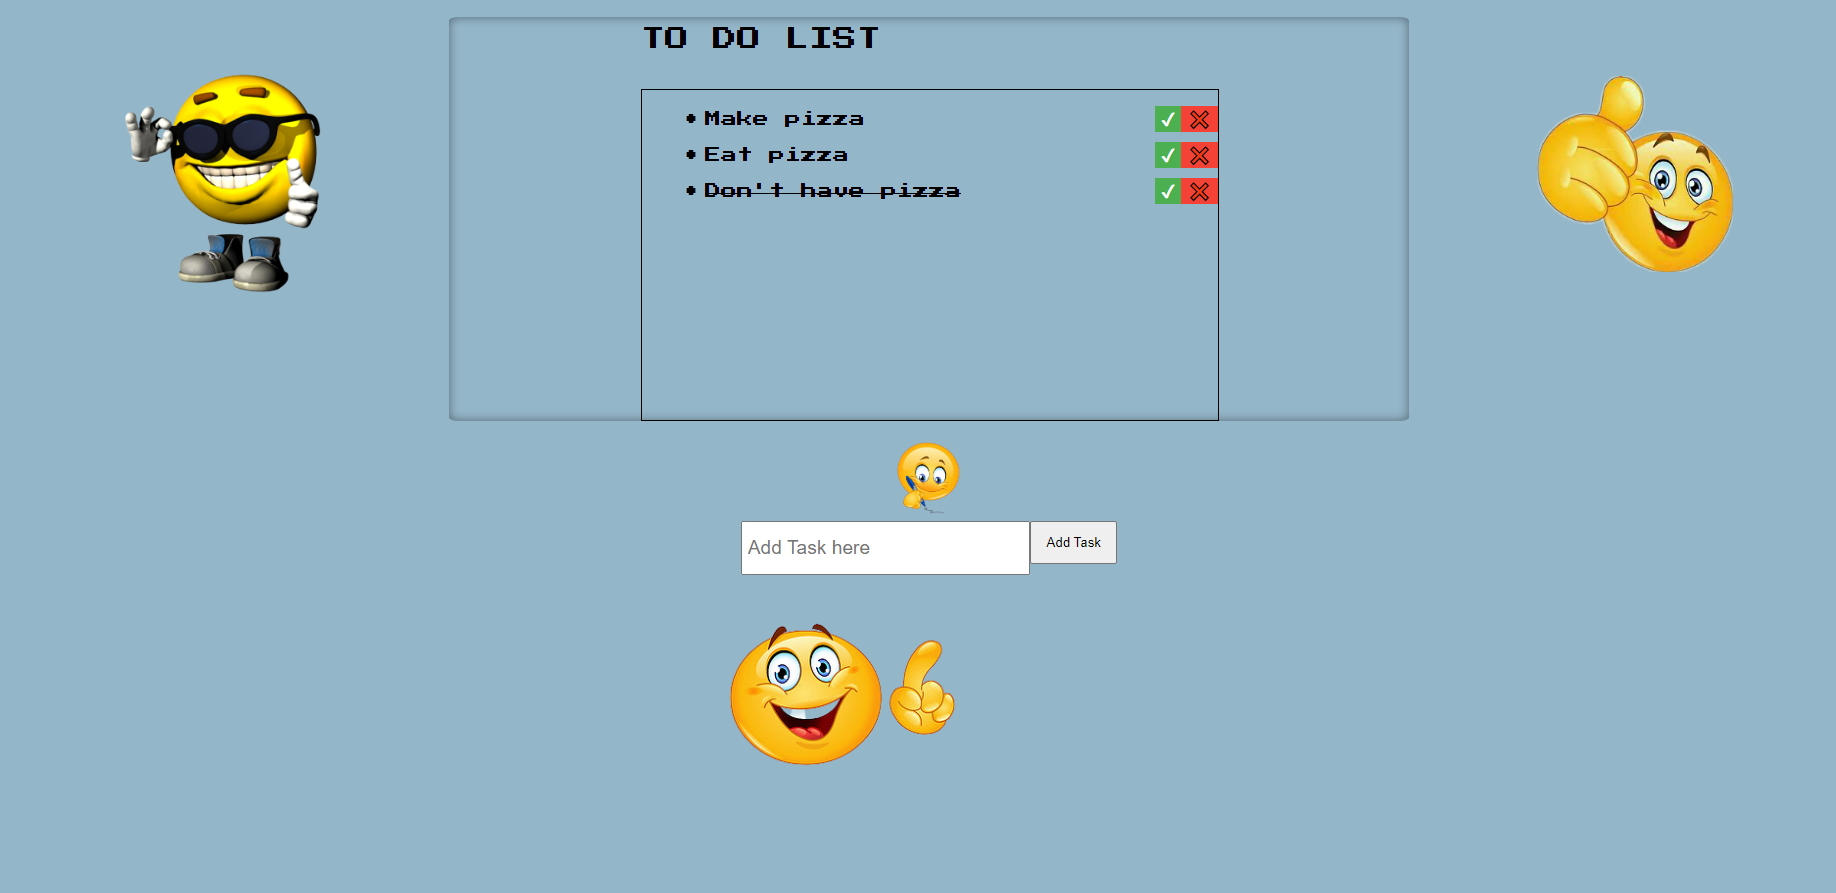 TO DO LIST
Make pizza
Eat pizza
Don't have pizza
Add Task here
Add Task